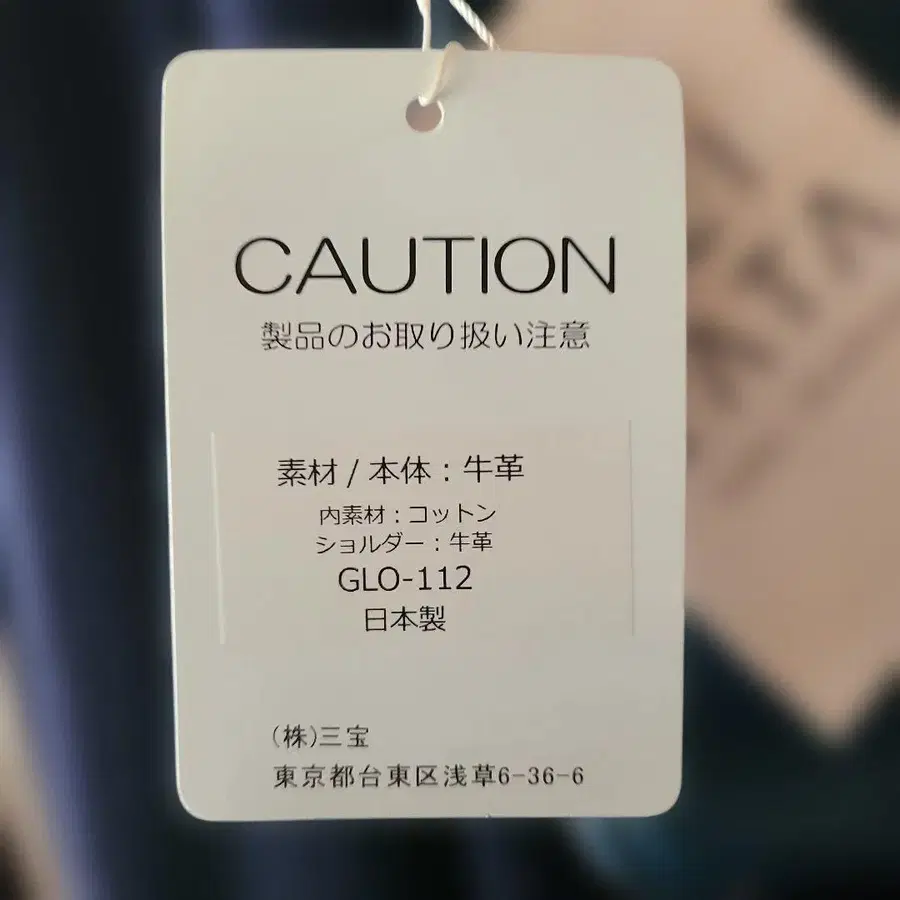 CAUTION
製品のお取り扱い注意
素材 / 本体 : 牛革
内素材 : コットン
ショルダー : 牛革
GLO-112
日本製
(株)三宝
東京都台東区浅草6-36-6